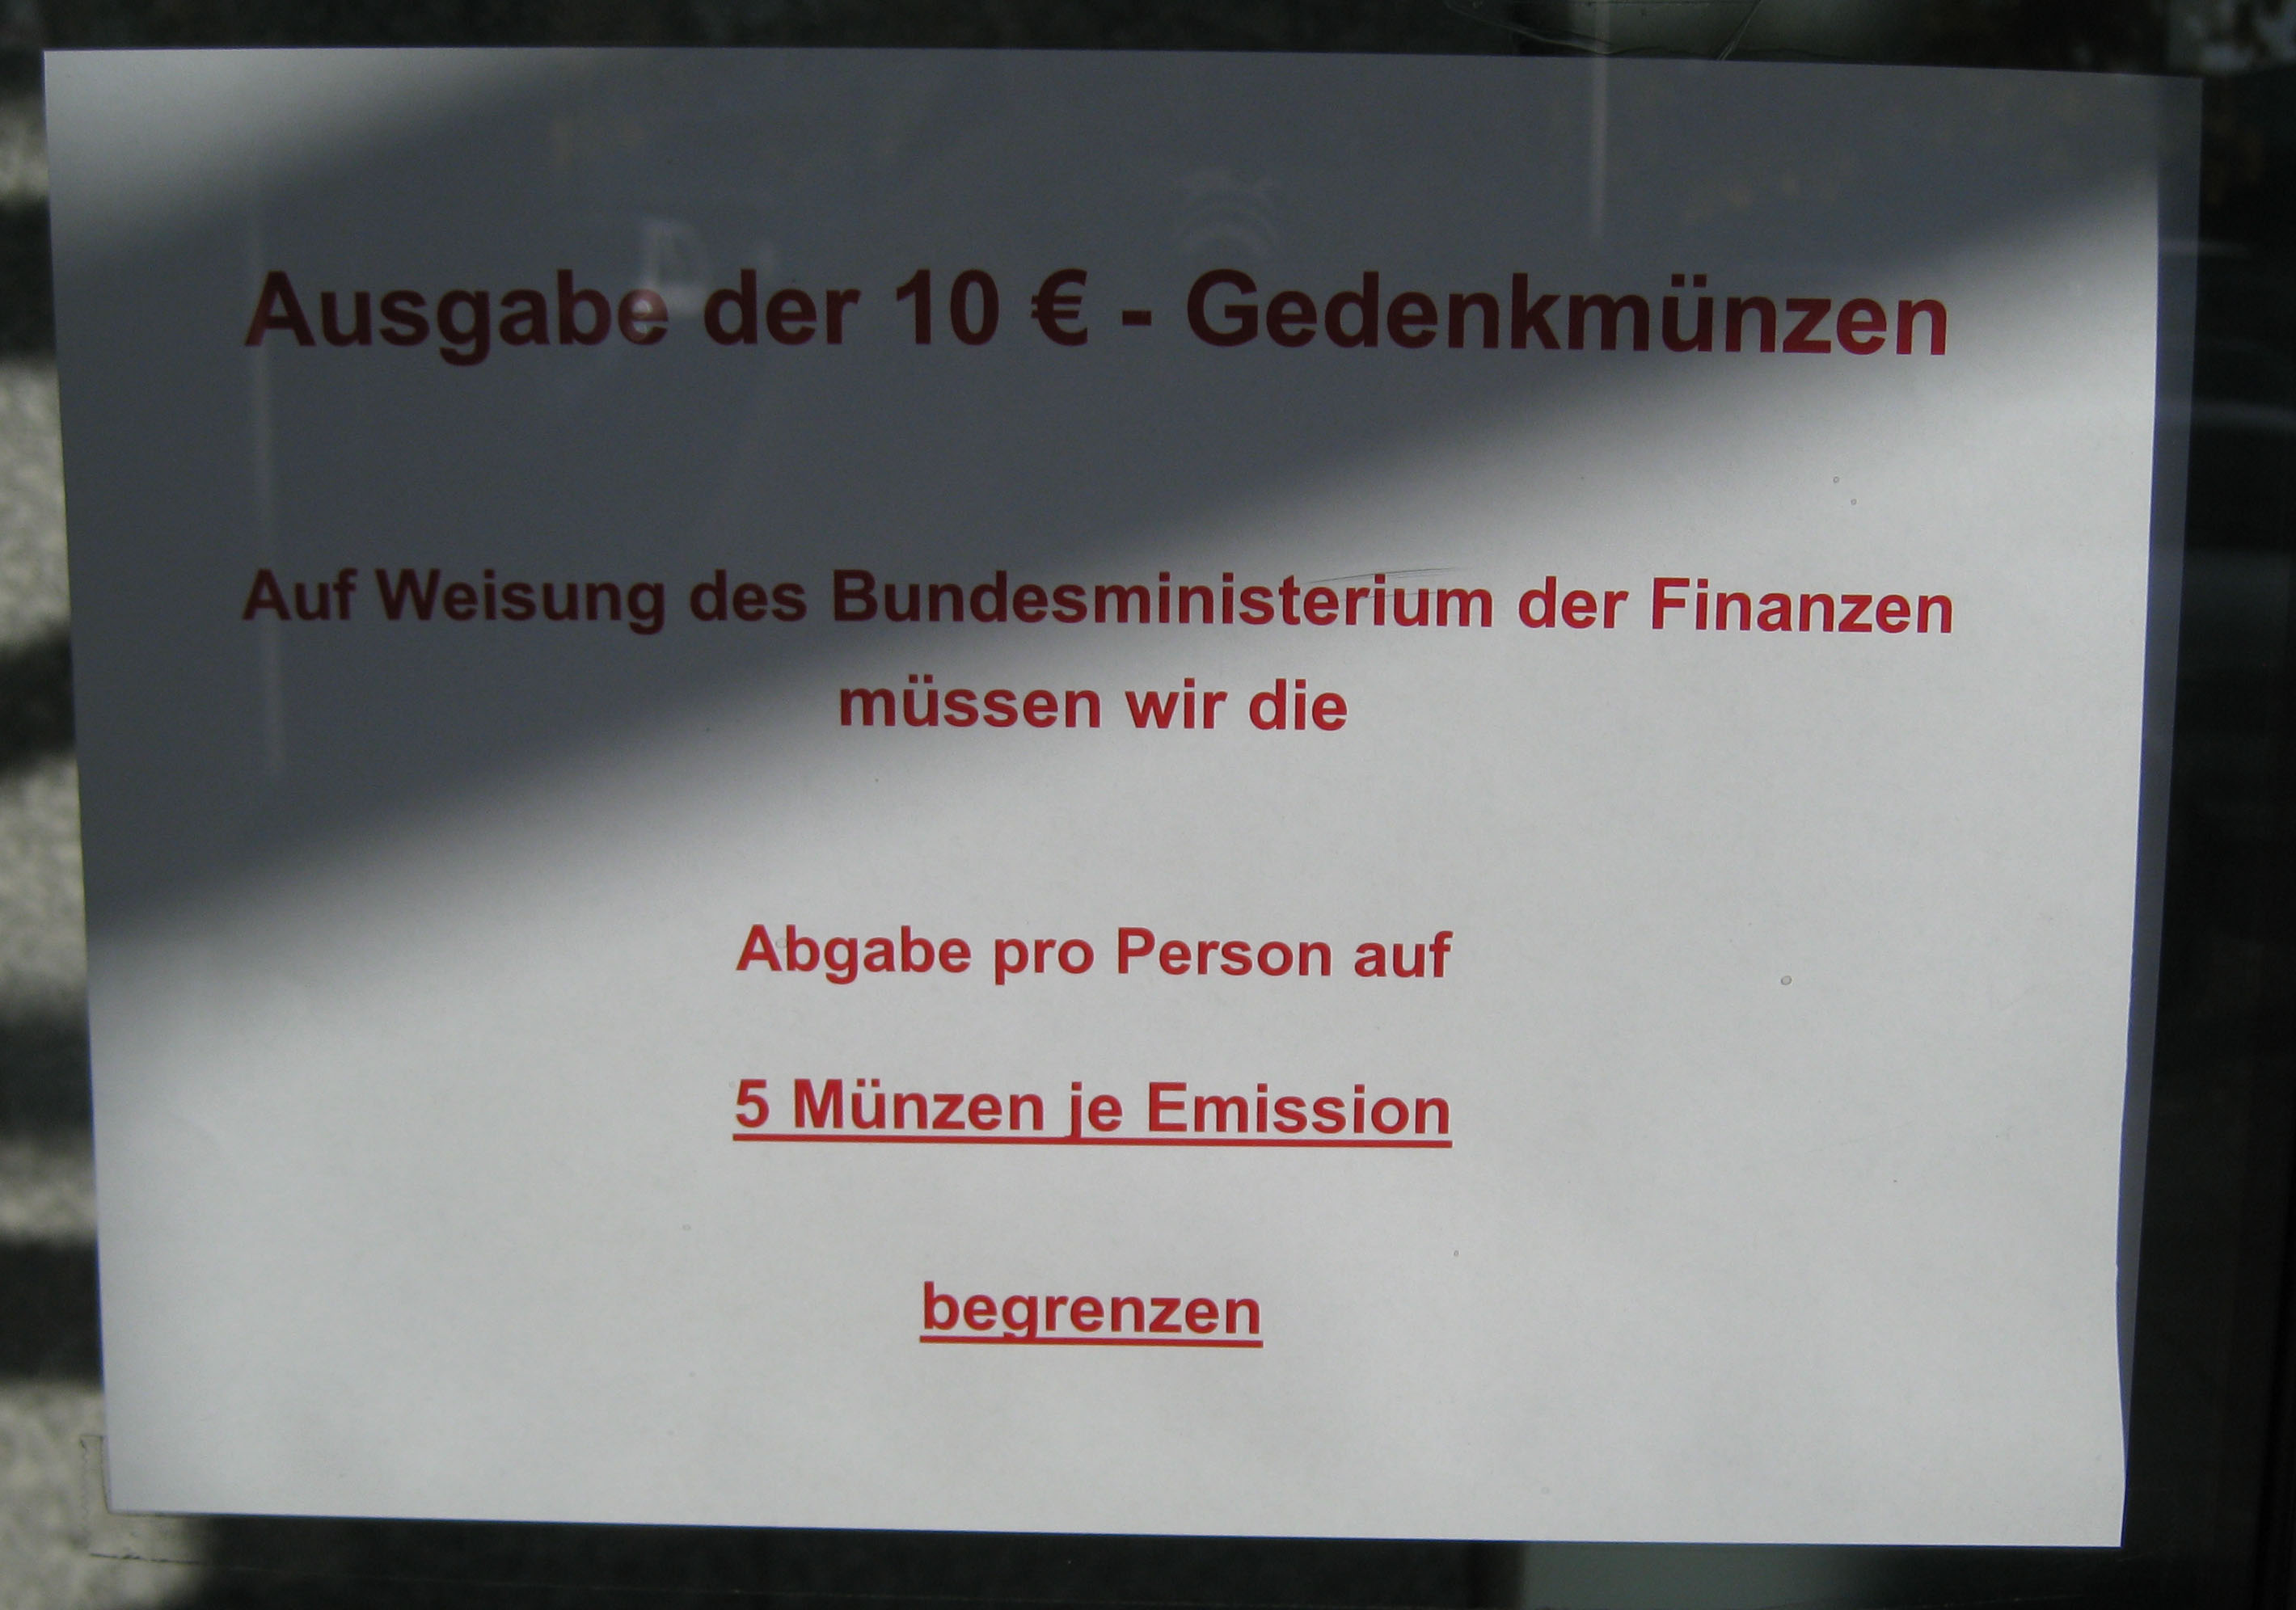 Ausgabe der 10 € - Gedenkmünzen
Auf Weisung des Bundesministerium der Finanzen
müssen wir die
Abgabe pro Person auf
5 Münzen je Emission
begrenzen